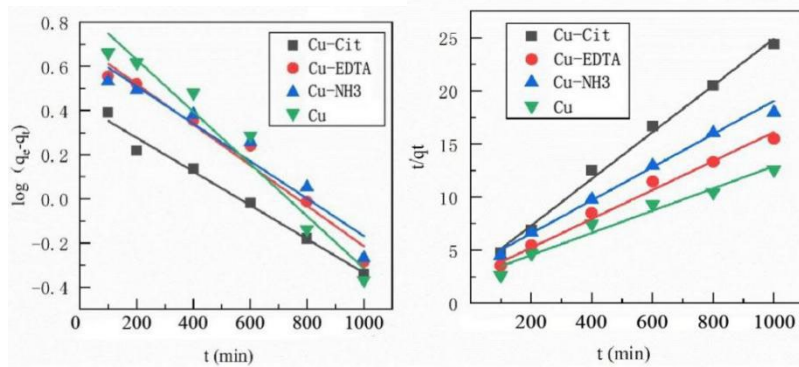 0.8
0.6
0.4
0.2
0.0
-0.2
-0.4
log (qe-qt)
0 200 400 600 800 1000
t (min)
Cu-Cit
Cu-EDTA
Cu-NH3
Cu
25
20
15
10
5
0
t/qt
200 400 600 800 1000
t (min)
Cu-Cit
Cu-EDTA
Cu-NH3
Cu